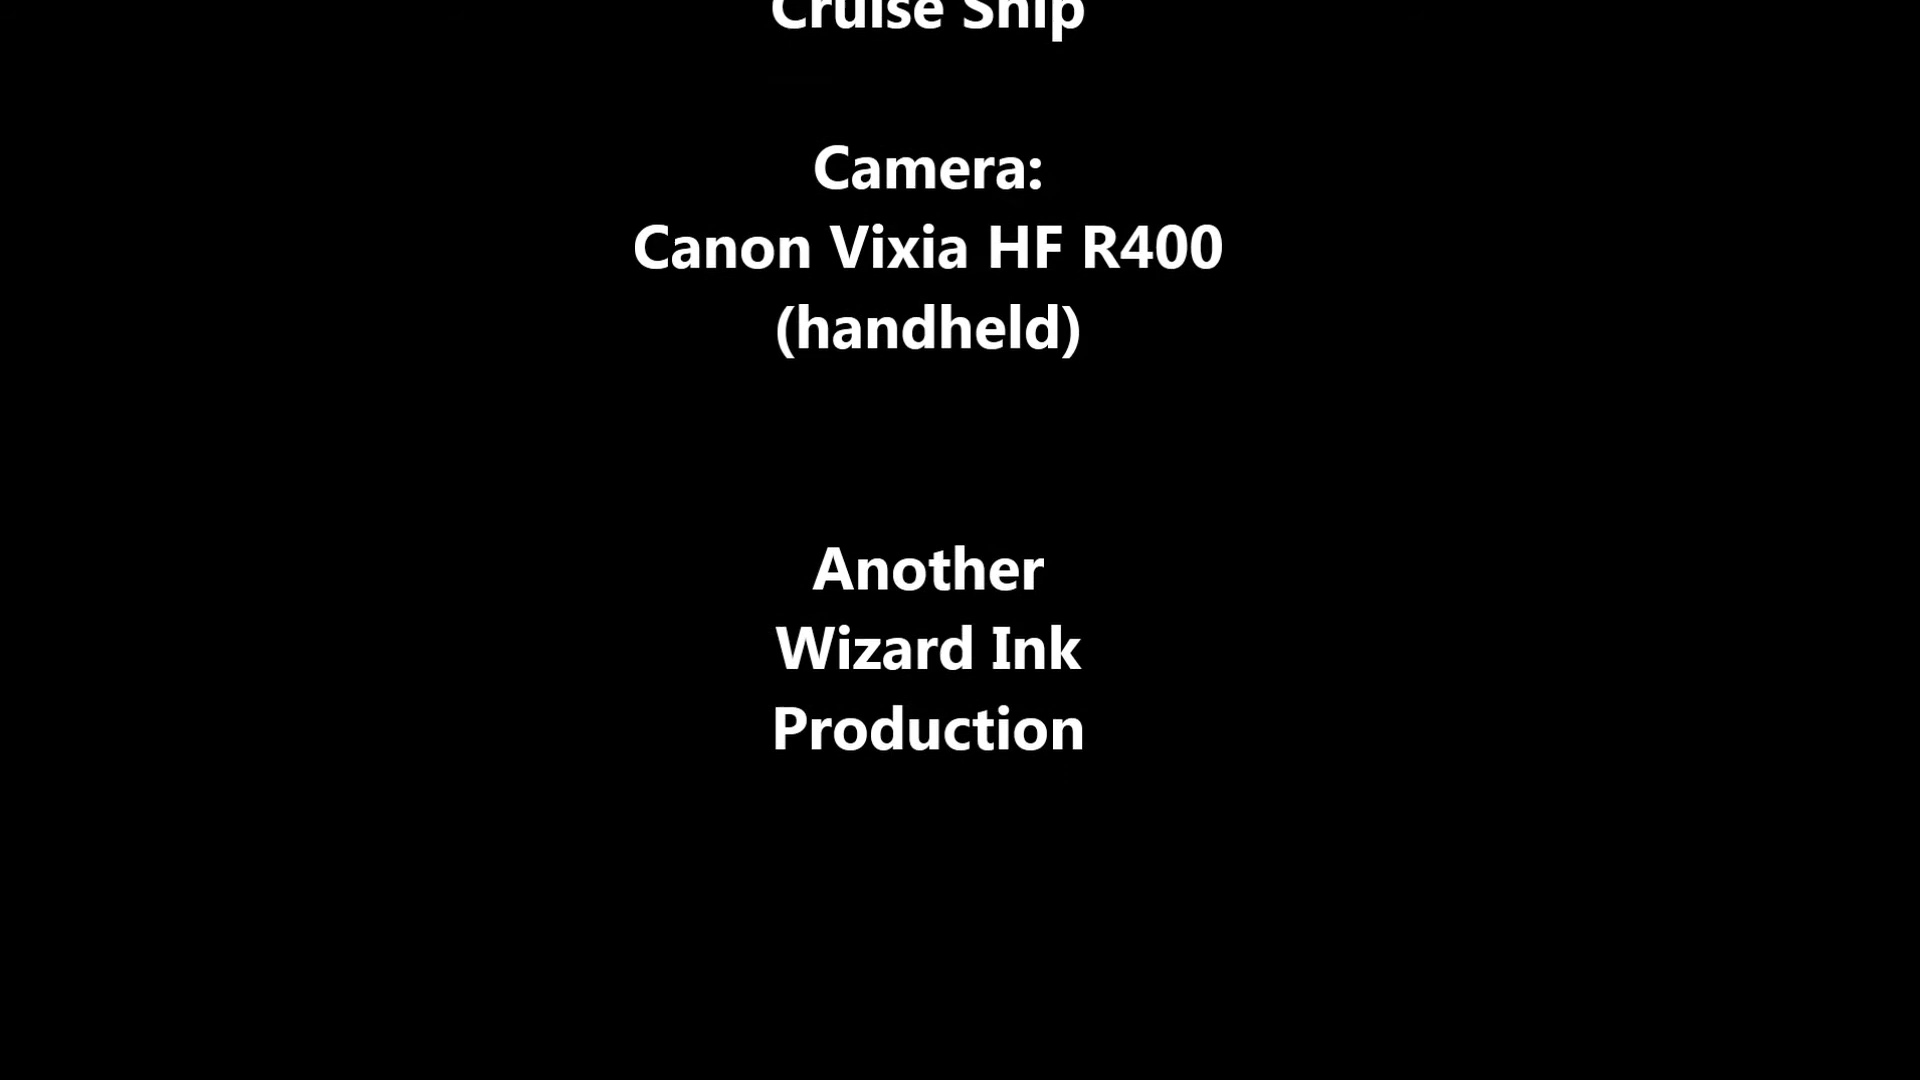 Cruise Ship
Camera:
Canon Vixia HF R400
(handheld)
Another
Wizard Ink
Production